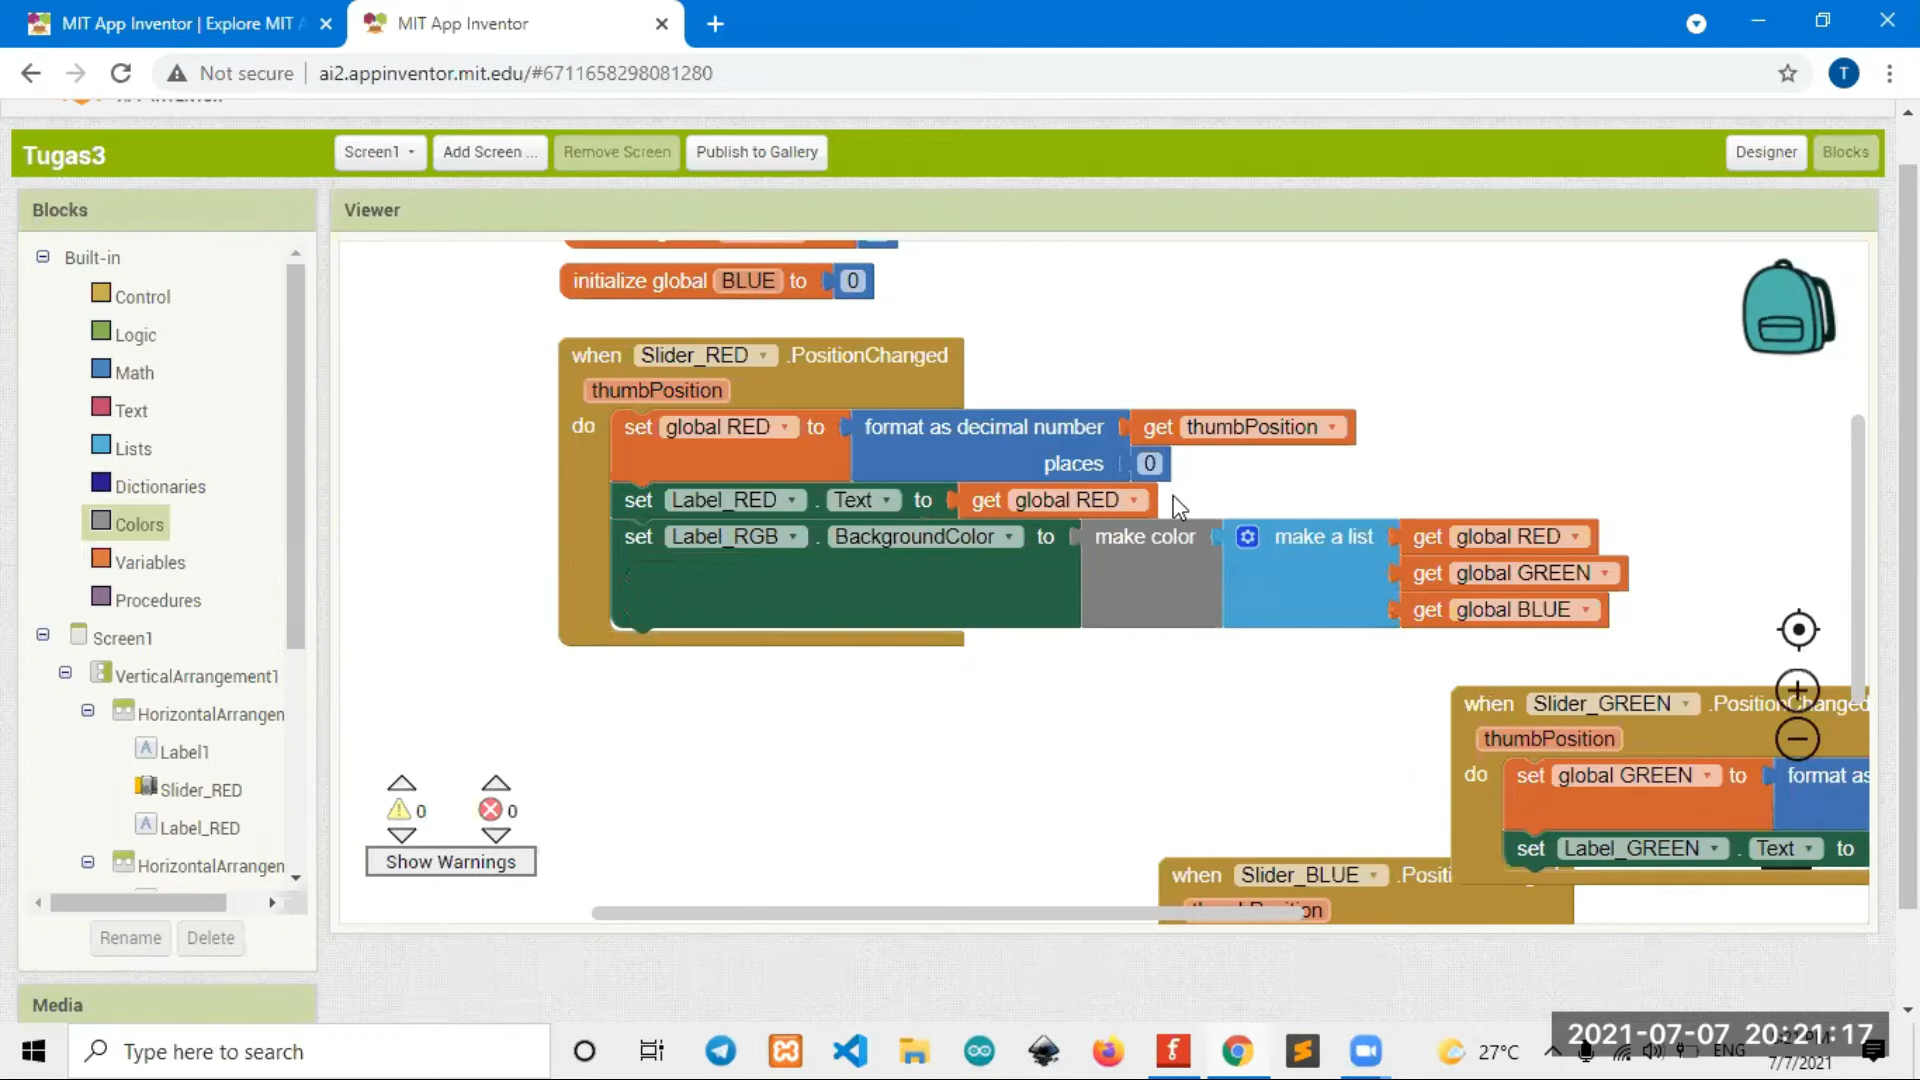 MIT App Inventor | Explore MIT A
MIT App Inventor
Not secure
ai2.appinventor.mit.edu/#6711658298081280
T
Tugas3
Screen1
Add Screen ...
Remove Screen
Publish to Gallery
Designer
Blocks
Blocks
Viewer
Built-in
Control
Logic
Math
Text
Lists
Dictionaries
Colors
Variables
Procedures
Screen1
VerticalArrangement1
HorizontalArrangen
A Label1
Slider_RED
A Label_RED
HorizontalArrangen
Rename
Delete
Media
initialize global BLUE to 0
when Slider_RED .PositionChanged
thumbPosition
do set global RED to format as decimal number get thumbPosition
places 0
set Label_RED . Text to get global RED
set Label_RGB . BackgroundColor to make color make a list get global RED
get global GREEN
get global BLUE
when Slider_GREEN .PositionChanged
thumbPosition
do set global GREEN to format as
set Label_GREEN . Text to
when Slider_BLUE .Positi
0
0
Show Warnings
Type here to search
27°C
ENG
2021-07-07 20:21:17
7/7/2021